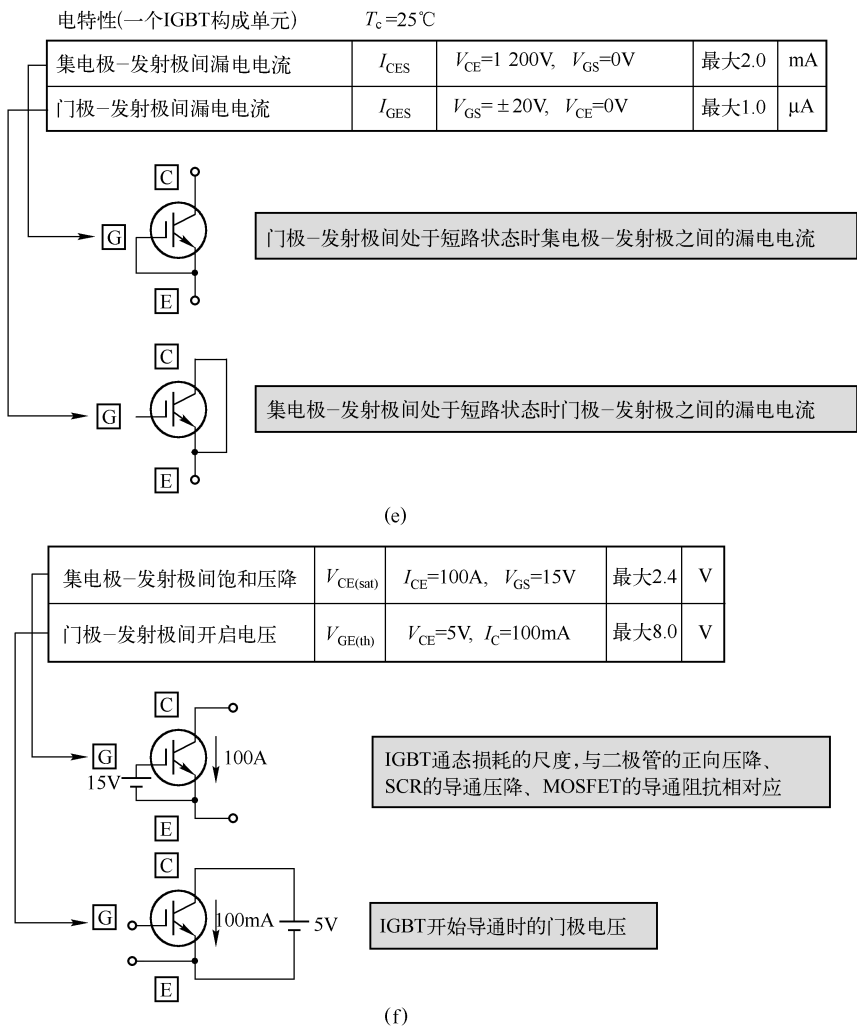 电特性(一个IGBT构成单元) Tc=25℃
集电极－发射极间漏电电流 ICES VCE=1 200V, VGS=0V 最大2.0 mA
门极－发射极间漏电电流 IGES VGS=±20V, VCE=0V 最大1.0 μA
C
G
门极－发射极间处于短路状态时集电极－发射极之间的漏电电流
E
C
G
集电极－发射极间处于短路状态时门极－发射极之间的漏电电流
E
(e)
集电极－发射极间饱和压降 VCE(sat) ICE=100A, VGS=15V 最大2.4 V
门极－发射极间开启电压 VGE(th) VCE=5V, IC=100mA 最大8.0 V
C
G
100A
15V
IGBT通态损耗的尺度,与二极管的正向压降、
SCR的导通压降、MOSFET的导通阻抗相对应
E
C
G
100mA
5V
IGBT开始导通时的门极电压
E
(f)